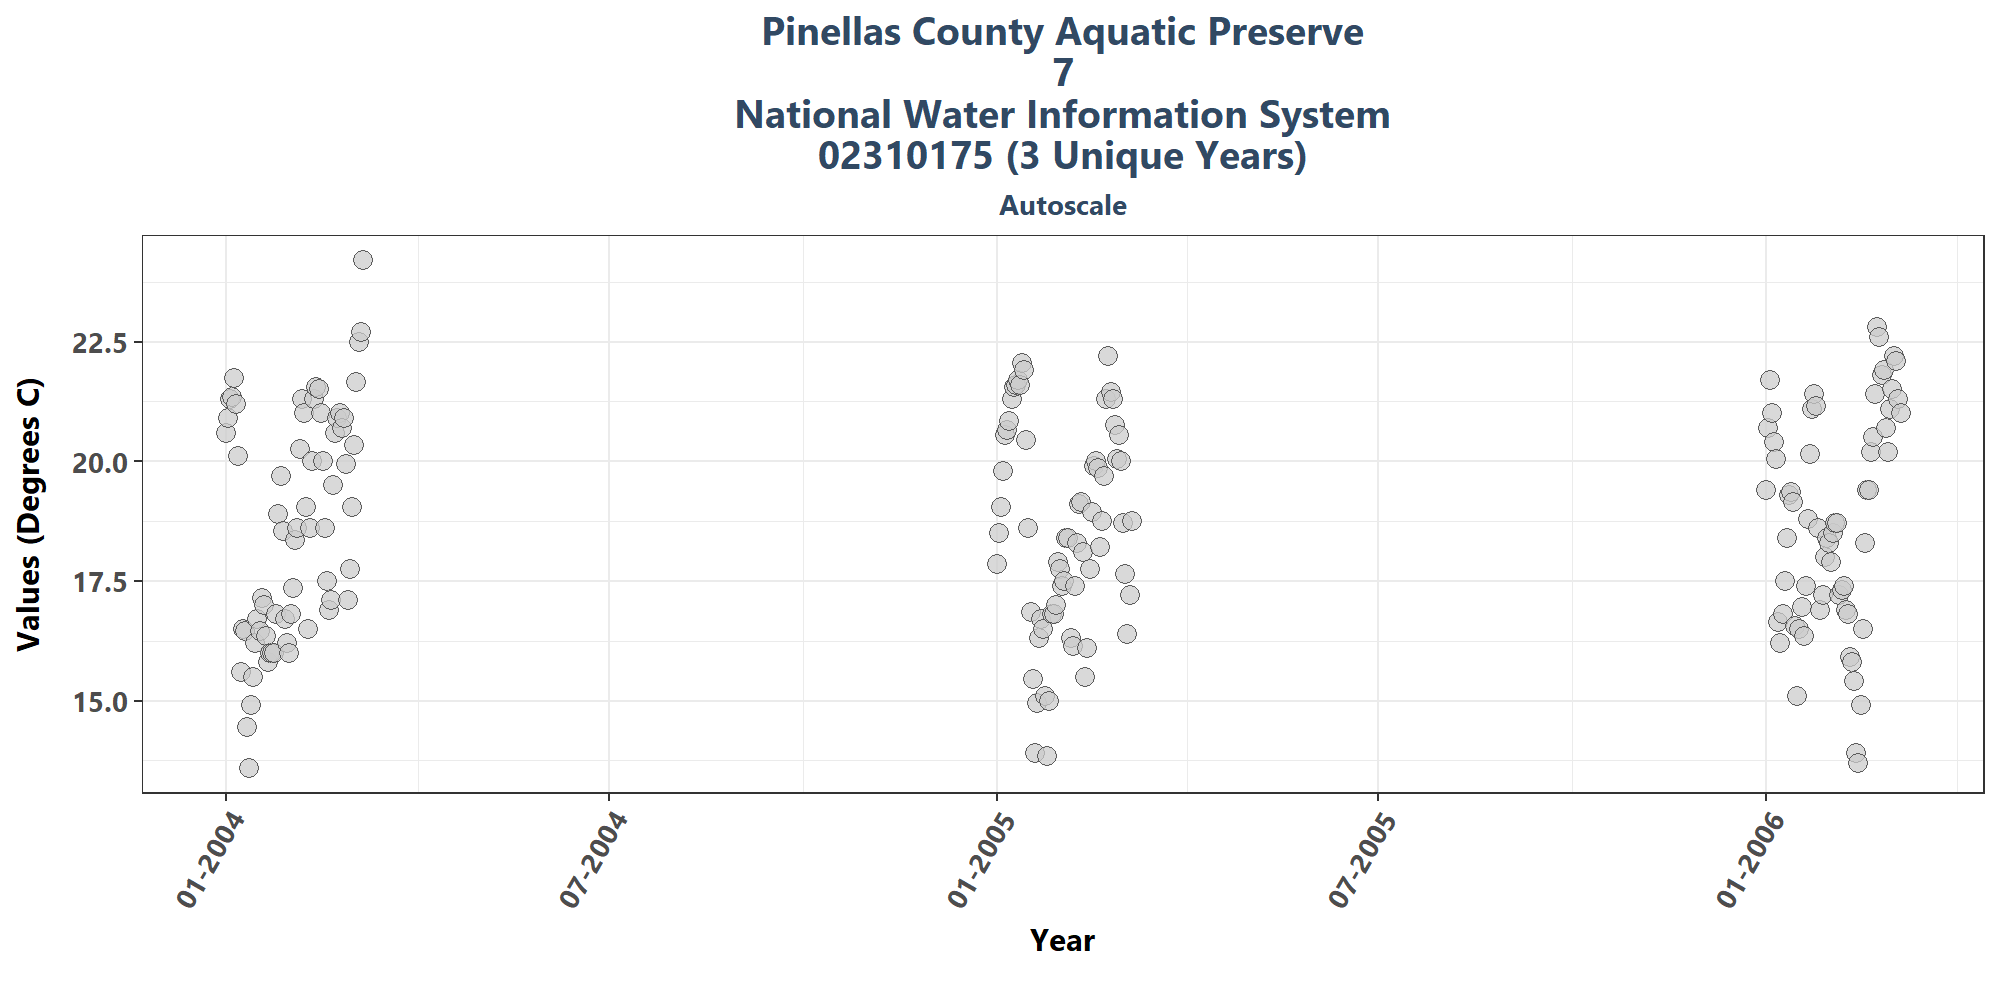 Pinellas County Aquatic Preserve
7
National Water Information System
02310175 (3 Unique Years)
Autoscale
Values (Degrees C)
22.5
20.0
17.5
15.0
01-2004
07-2004
01-2005
07-2005
01-2006
Year